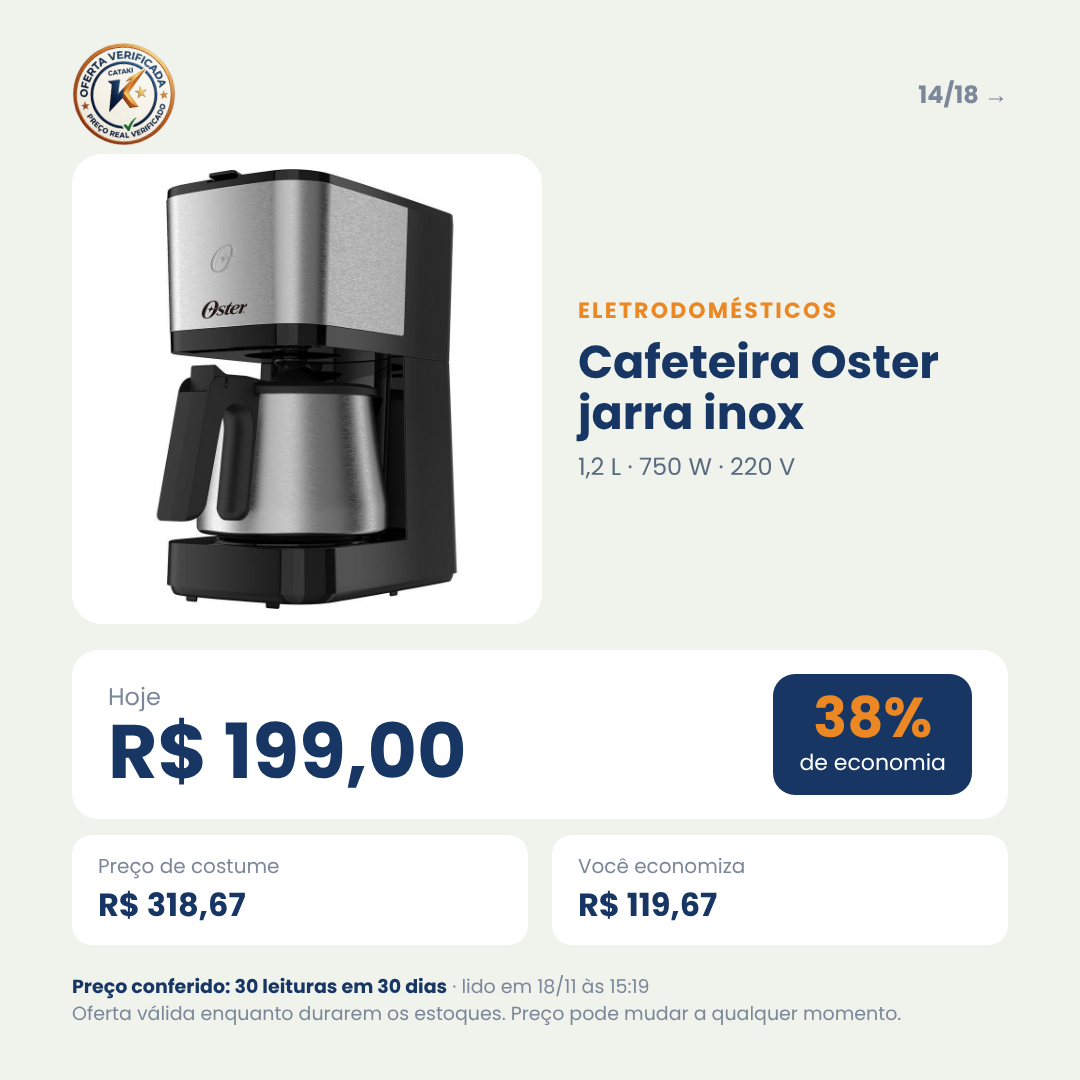 OFERTA VERIFICADA
CATAKI
K
PREÇO REAL VERIFICADO
14/18 →
Oster
ELETRODOMÉSTICOS
Cafeteira Oster
jarra inox
1,2 L · 750 W · 220 V
Hoje
R$ 199,00
38%
de economia
Preço de costume
R$ 318,67
Você economiza
R$ 119,67
Preço conferido: 30 leituras em 30 dias · lido em 18/11 às 15:19
Oferta válida enquanto durarem os estoques. Preço pode mudar a qualquer momento.